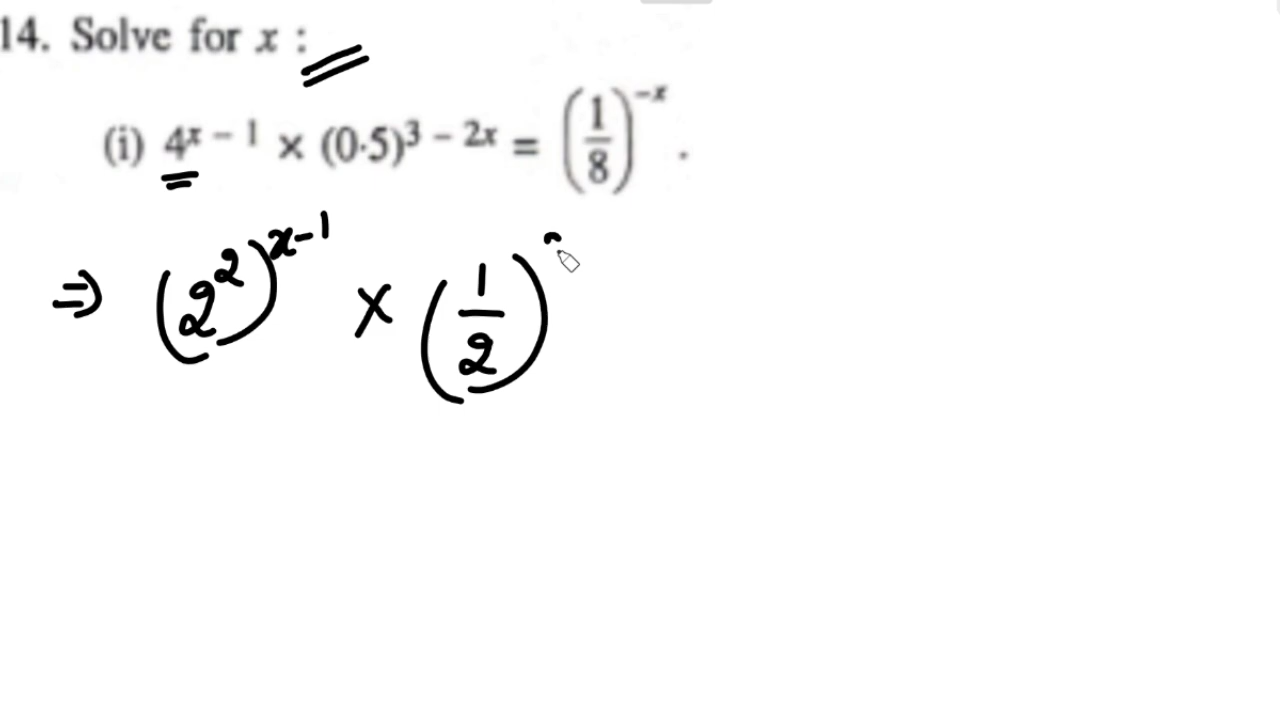 14. Solve for x :
(i) 4^{x - 1} × (0·5)^{3 - 2x} = (1/8)^{-x} .
⇒ (2^2)^{x-1} × (1/2)